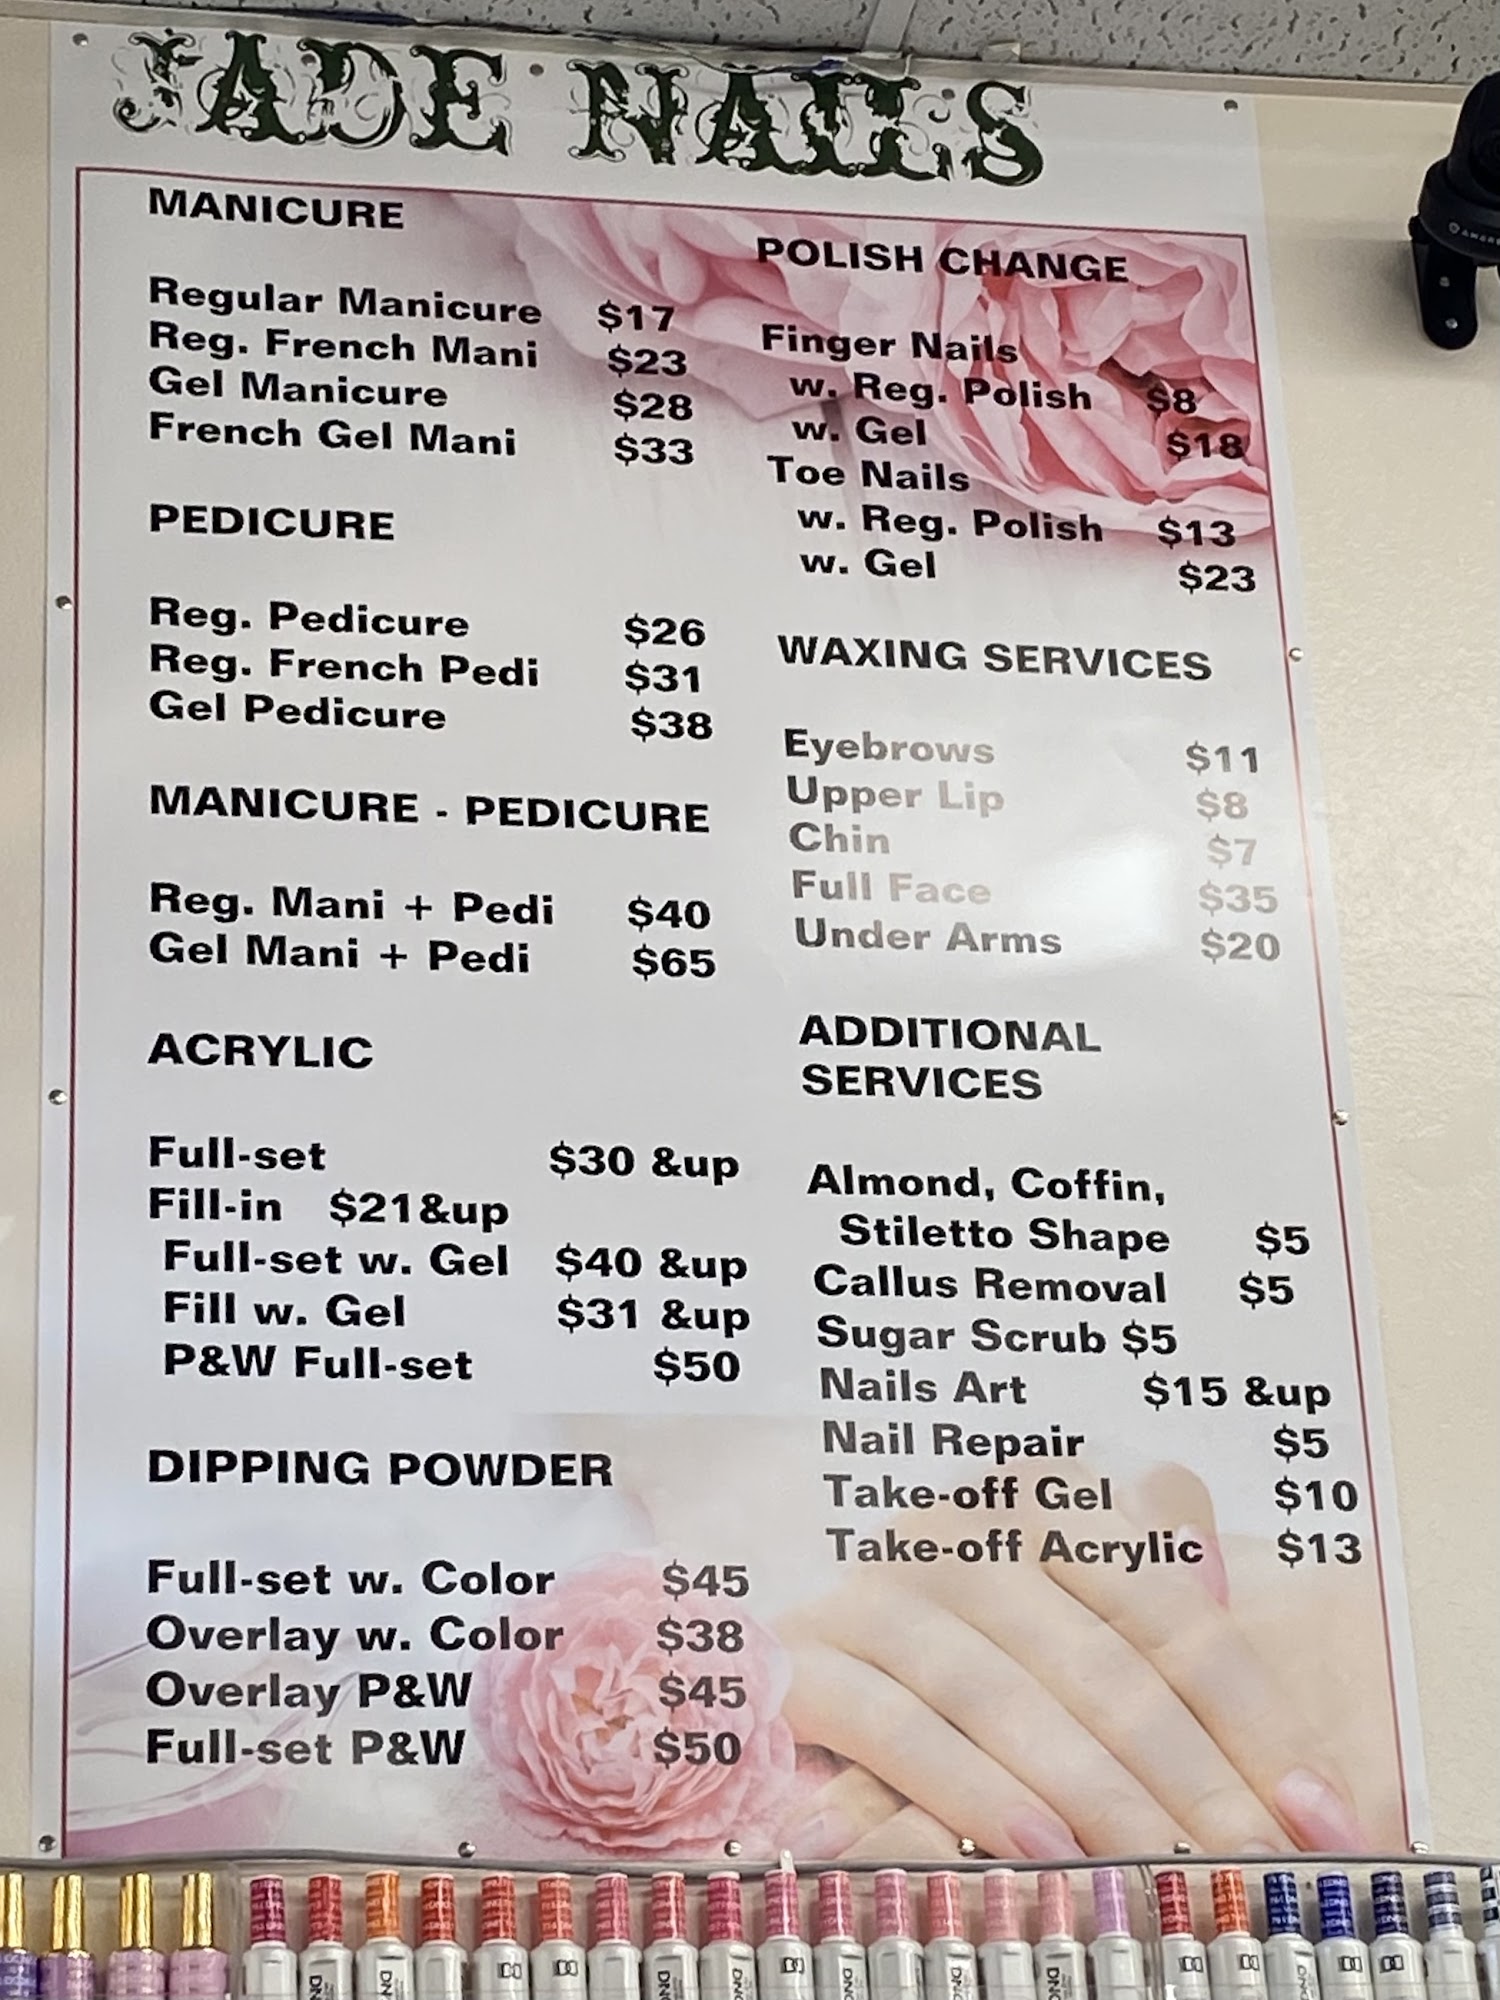 JADE NAILS
MANICURE
Regular Manicure $17
Reg. French Mani $23
Gel Manicure $28
French Gel Mani $33
PEDICURE
Reg. Pedicure $26
Reg. French Pedi $31
Gel Pedicure $38
MANICURE - PEDICURE
Reg. Mani + Pedi $40
Gel Mani + Pedi $65
ACRYLIC
Full-set $30 &up
Fill-in $21&up
Full-set w. Gel $40 &up
Fill w. Gel $31 &up
P&W Full-set $50
DIPPING POWDER
Full-set w. Color $45
Overlay w. Color $38
Overlay P&W $45
Full-set P&W $50
POLISH CHANGE
Finger Nails
w. Reg. Polish $8
w. Gel $18
Toe Nails
w. Reg. Polish $13
w. Gel $23
WAXING SERVICES
Eyebrows $11
Upper Lip $8
Chin $7
Full Face $35
Under Arms $20
ADDITIONAL
SERVICES
Almond, Coffin,
Stiletto Shape $5
Callus Removal $5
Sugar Scrub $5
Nails Art $15 &up
Nail Repair $5
Take-off Gel $10
Take-off Acrylic $13